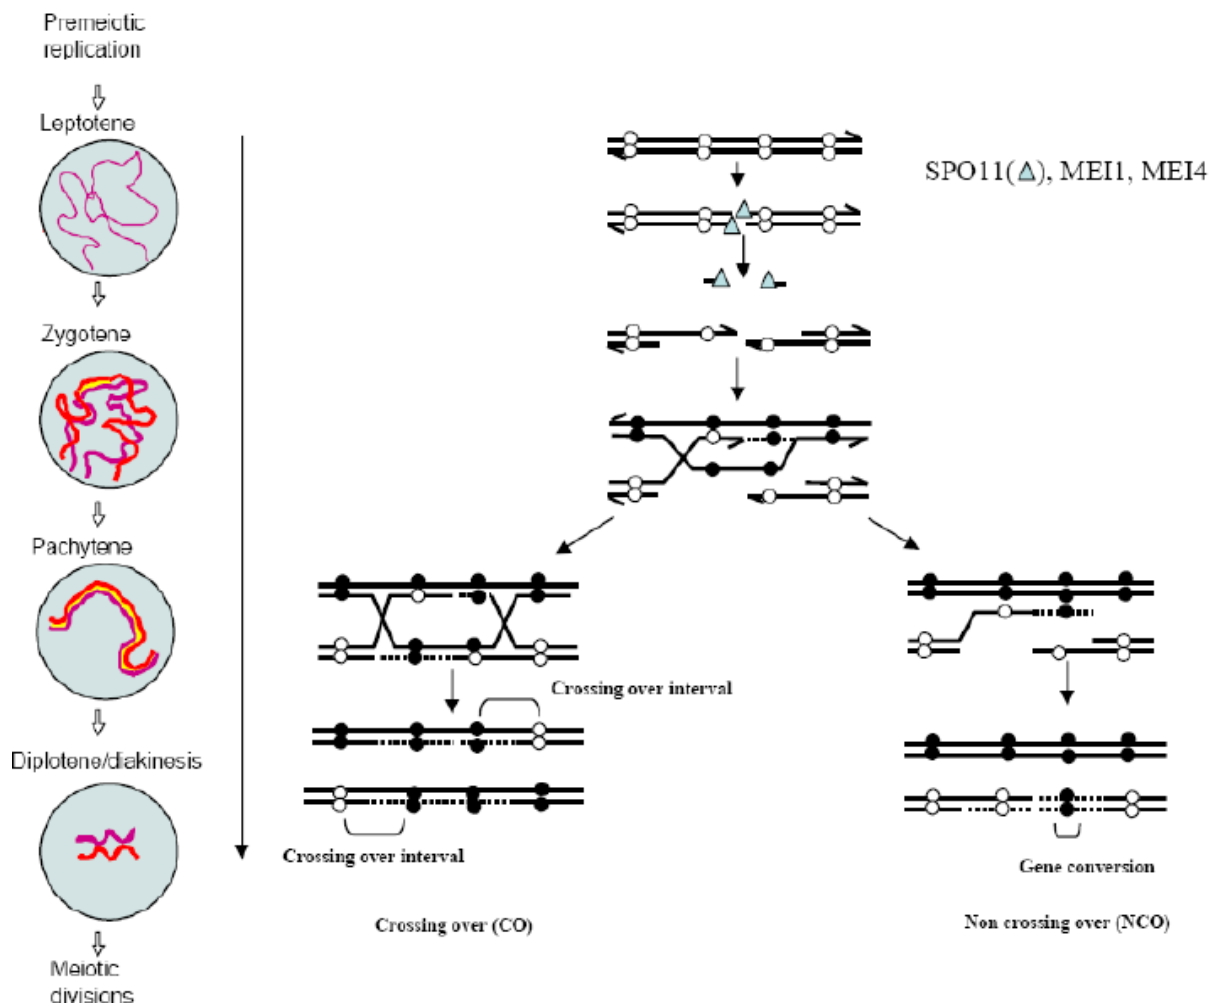 Premeiotic
replication
Leptotene
Zygotene
Pachytene
Diplotene/diakinesis
Meiotic
divisions
SPO11( ), MEI1, MEI4
Crossing over interval
Crossing over interval
Crossing over (CO)
Gene conversion
Non crossing over (NCO)